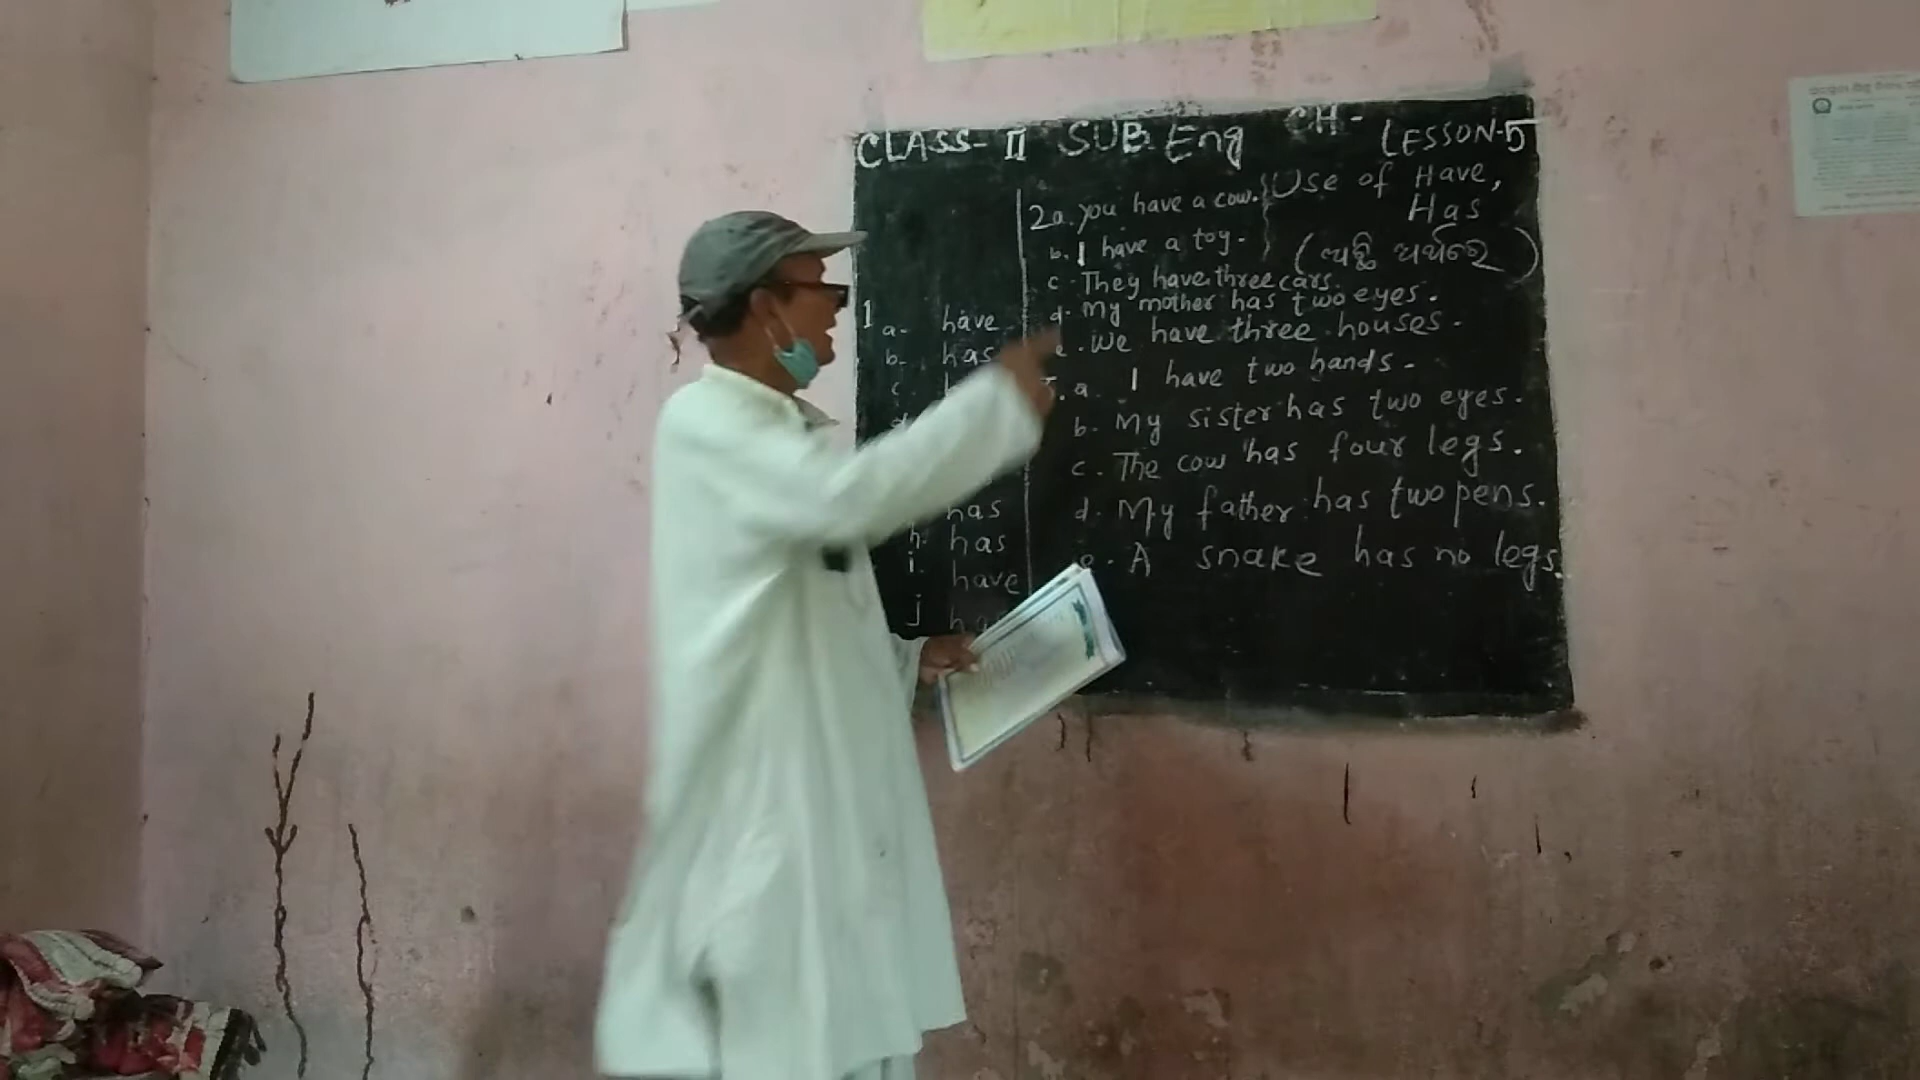 CLASS- II SUB Eng CH- LESSON-5
Use of Have,
Has
(ଅଛି ଅର୍ଥରେ)
1
a- have
b- has
c
has
h. has
i. have
j
2a. you have a cow.
b. I have a toy.
c. They have three cars.
d. My mother has two eyes.
e. We have three houses.
a. I have two hands.
b. My sister has two eyes.
c. The cow has four legs.
d. My father has two pens.
e. A snake has no legs.